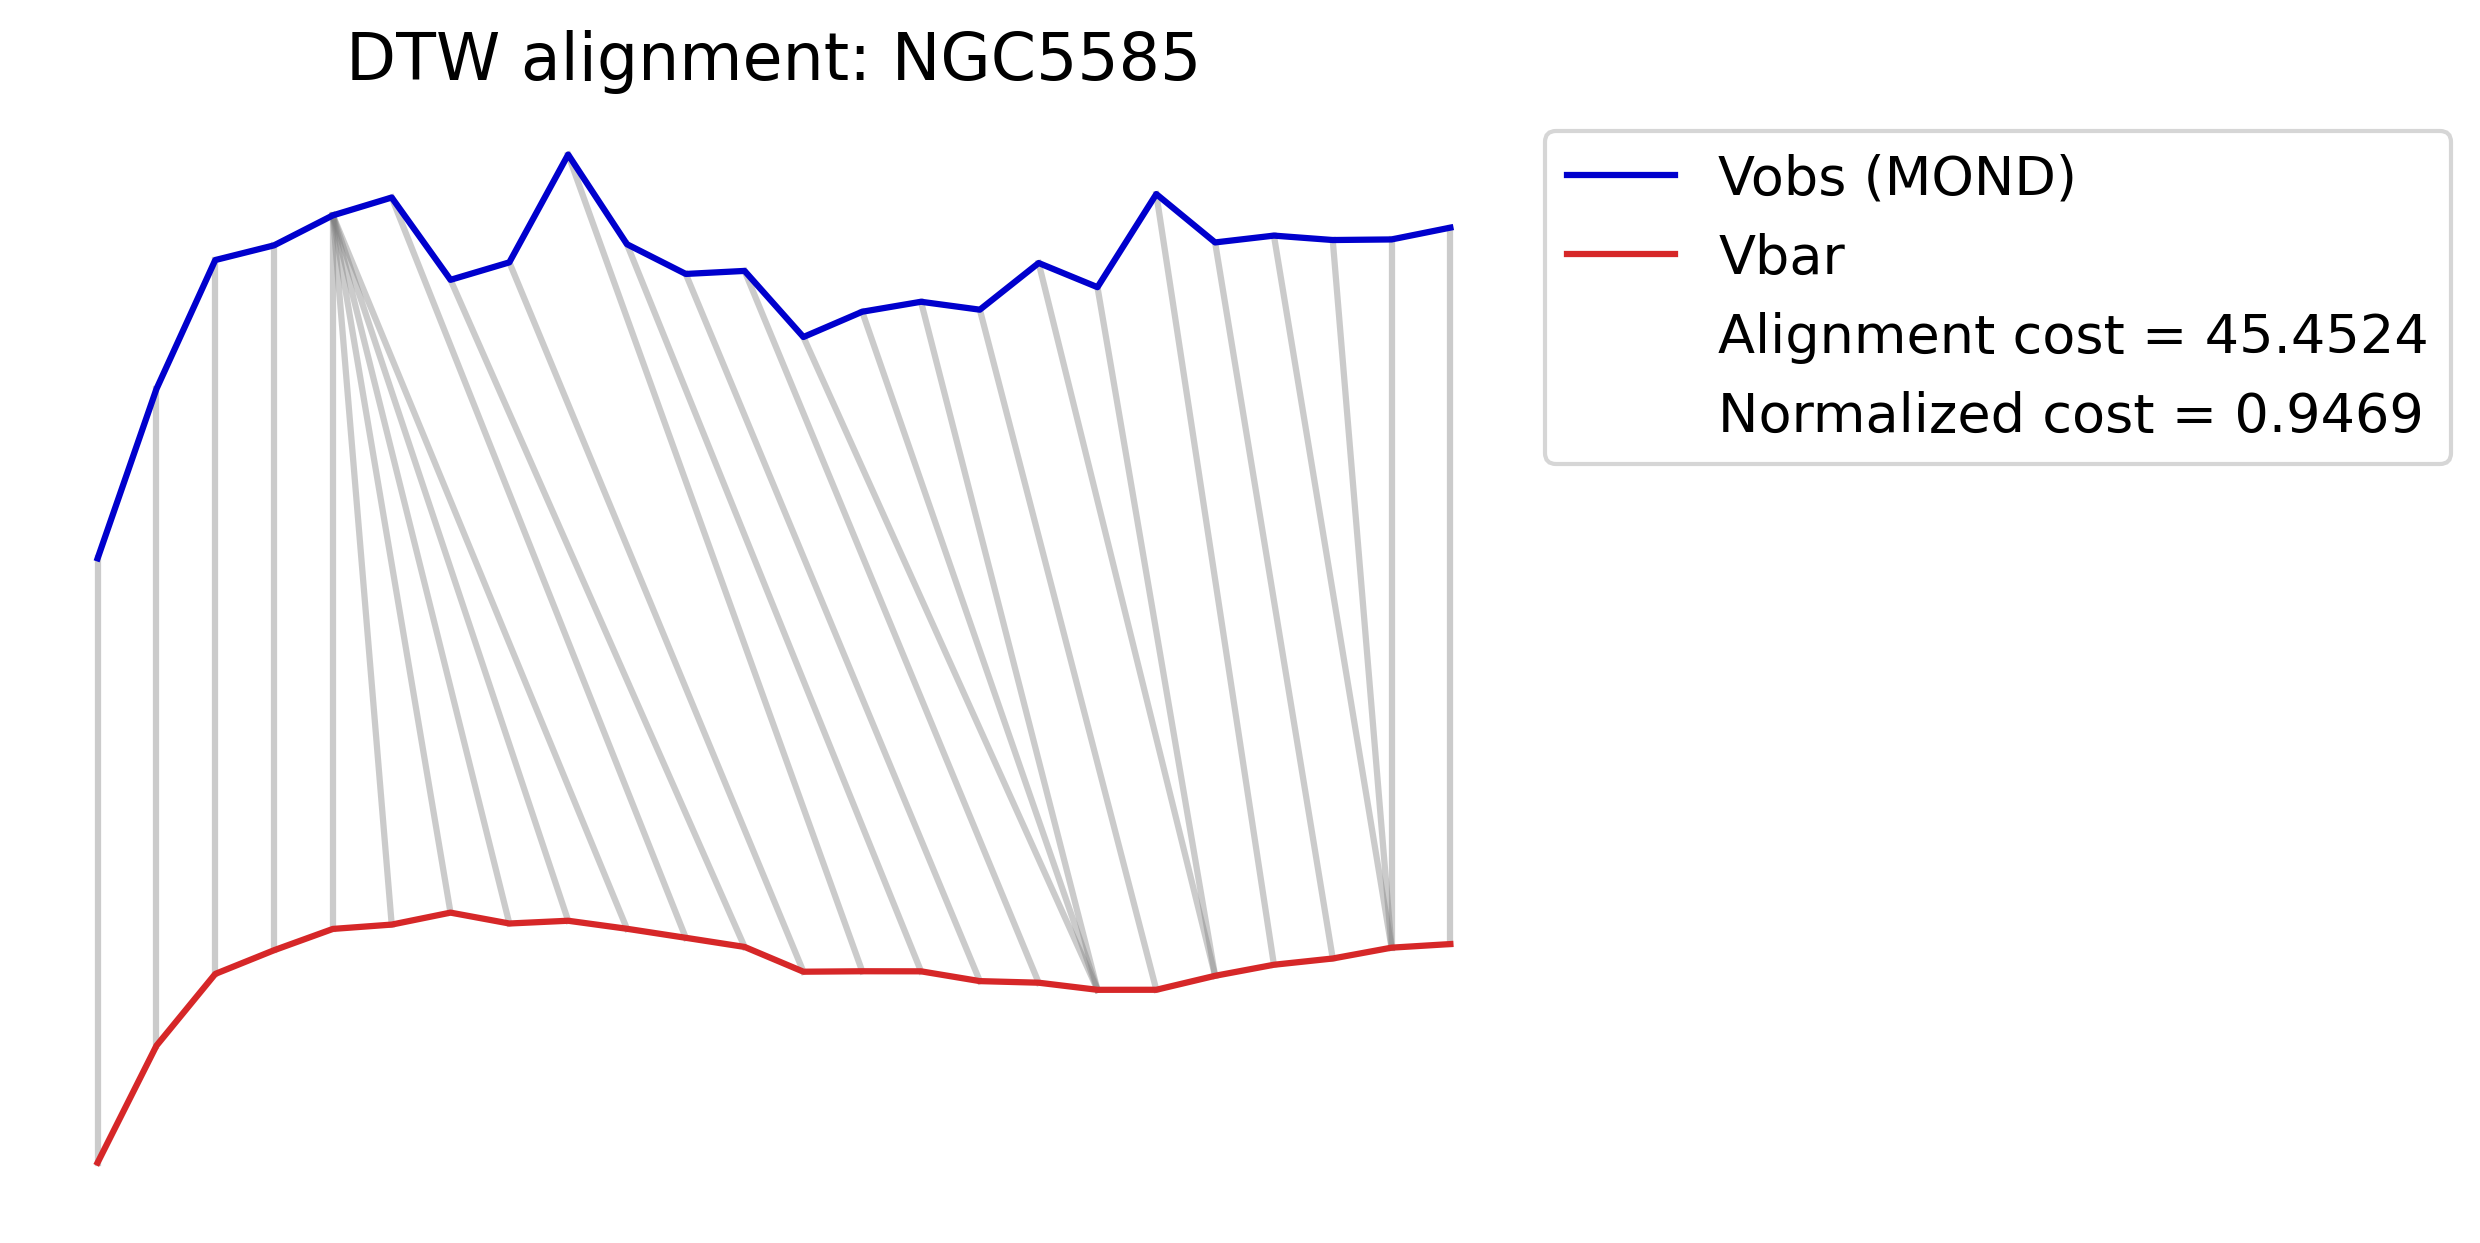 DTW alignment: NGC5585
Vobs (MOND)
Vbar
Alignment cost = 45.4524
Normalized cost = 0.9469